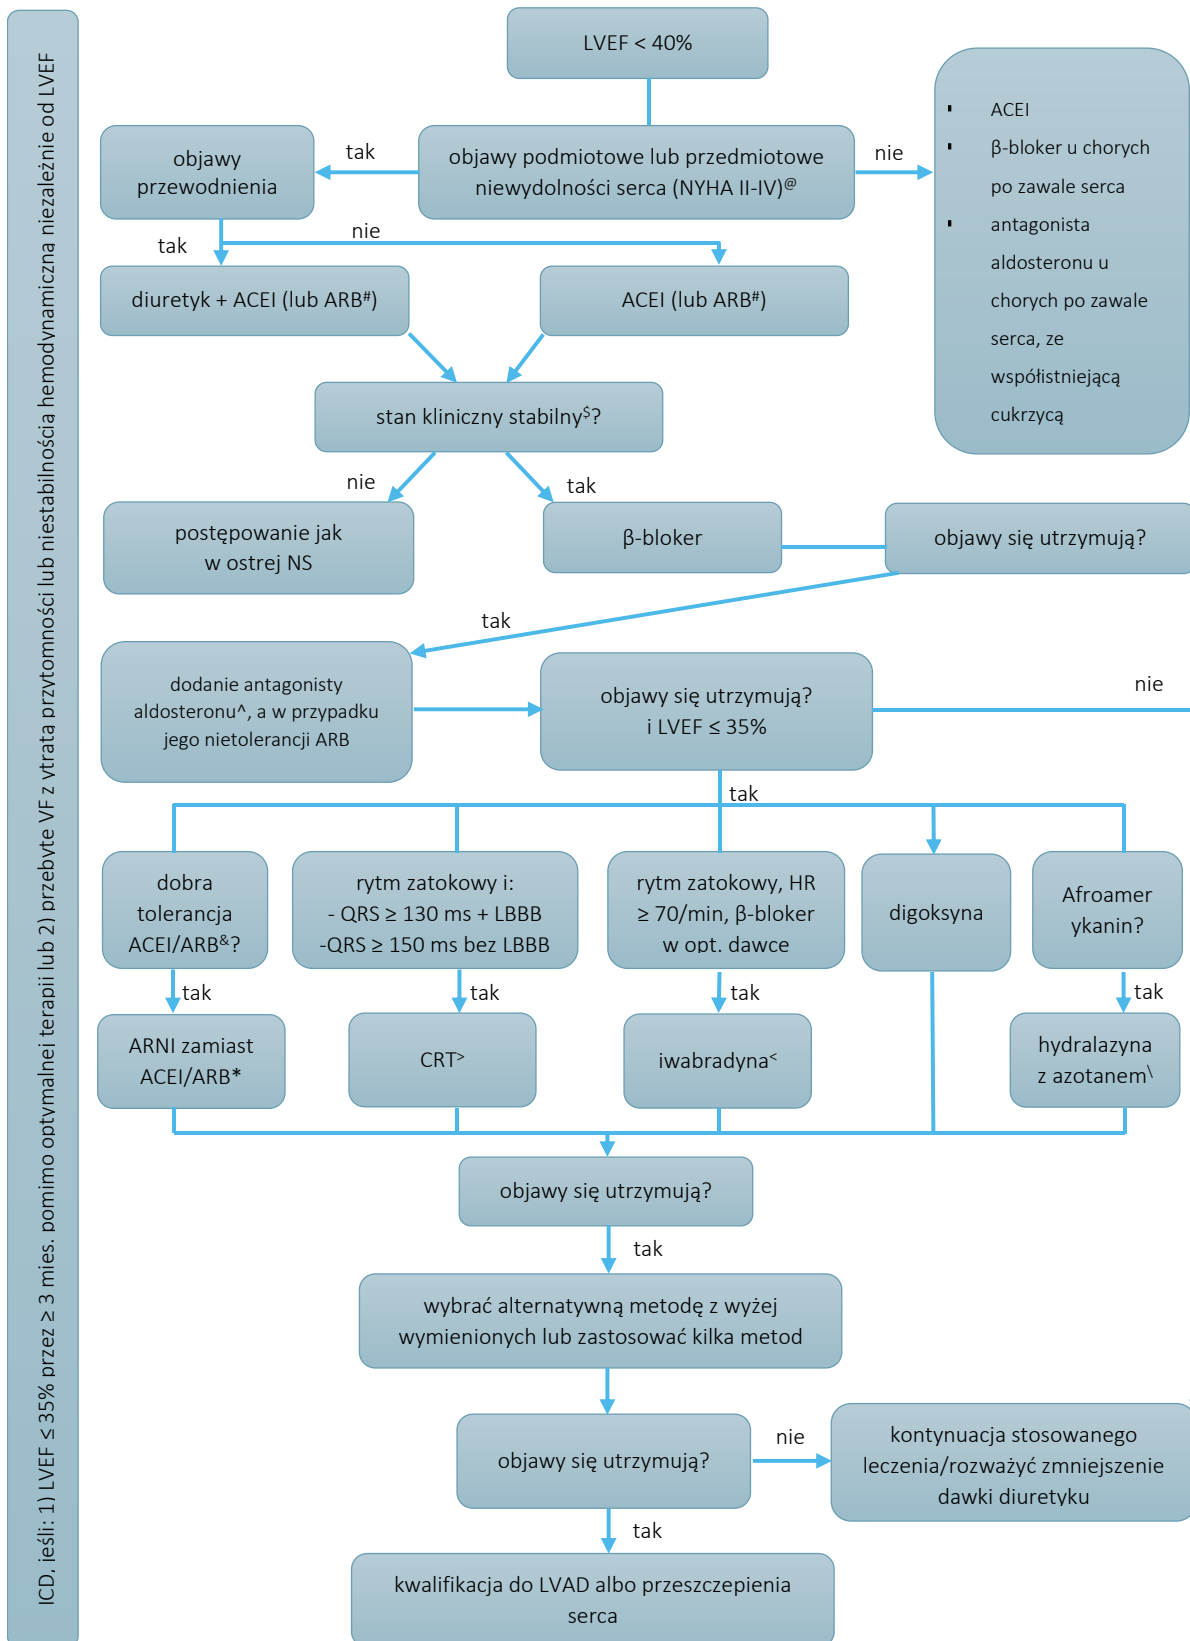 ICD, jeśli: 1) LVEF ≤ 35% przez ≥ 3 mies. pomimo optymalnej terapii lub 2) przebyte VF z vtrata przytomności lub niestabilnościa hemodynamiczna niezależnie od LVEF
LVEF < 40%
objawy podmiotowe lub przedmiotowe
niewydolności serca (NYHA II-IV)@
tak
nie
objawy
przewodnienia
▪ ACEI
▪ β-bloker u chorych
po zawale serca
▪ antagonista
aldosteronu u
chorych po zawale
serca, ze
współistniejącą
cukrzycą
tak
nie
diuretyk + ACEI (lub ARB#)
ACEI (lub ARB#)
stan kliniczny stabilny$?
nie
tak
postępowanie jak
w ostrej NS
β-bloker
objawy się utrzymują?
tak
dodanie antagonisty
aldosteronu^, a w przypadku
jego nietolerancji ARB
objawy się utrzymują?
i LVEF ≤ 35%
nie
tak
dobra
tolerancja
ACEI/ARB&?
rytm zatokowy i:
- QRS ≥ 130 ms + LBBB
-QRS ≥ 150 ms bez LBBB
rytm zatokowy, HR
≥ 70/min, β-bloker
w opt. dawce
digoksyna
Afroamer
ykanin?
tak
tak
tak
tak
ARNI zamiast
ACEI/ARB*
CRT>
iwabradyna<
hydralazyna
z azotanem\
objawy się utrzymują?
tak
wybrać alternatywną metodę z wyżej
wymienionych lub zastosować kilka metod
objawy się utrzymują?
nie
kontynuacja stosowanego
leczenia/rozważyć zmniejszenie
dawki diuretyku
tak
kwalifikacja do LVAD albo przeszczepienia
serca